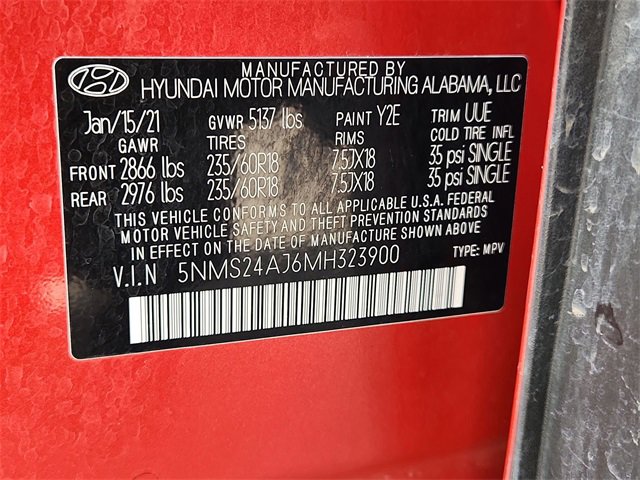 MANUFACTURED BY
HYUNDAI MOTOR MANUFACTURING ALABAMA, LLC
Jan/15/21 GVWR 5137 lbs PAINT Y2E TRIM UUE
GAWR TIRES RIMS COLD TIRE INFL
FRONT 2866 lbs 235/60R18 7.5JX18 35 psi SINGLE
REAR 2976 lbs 235/60R18 7.5JX18 35 psi SINGLE
THIS VEHICLE CONFORMS TO ALL APPLICABLE U.S.A. FEDERAL
MOTOR VEHICLE SAFETY AND THEFT PREVENTION STANDARDS
IN EFFECT ON THE DATE OF MANUFACTURE SHOWN ABOVE
V.I.N 5NMS24AJ6MH323900 TYPE: MPV